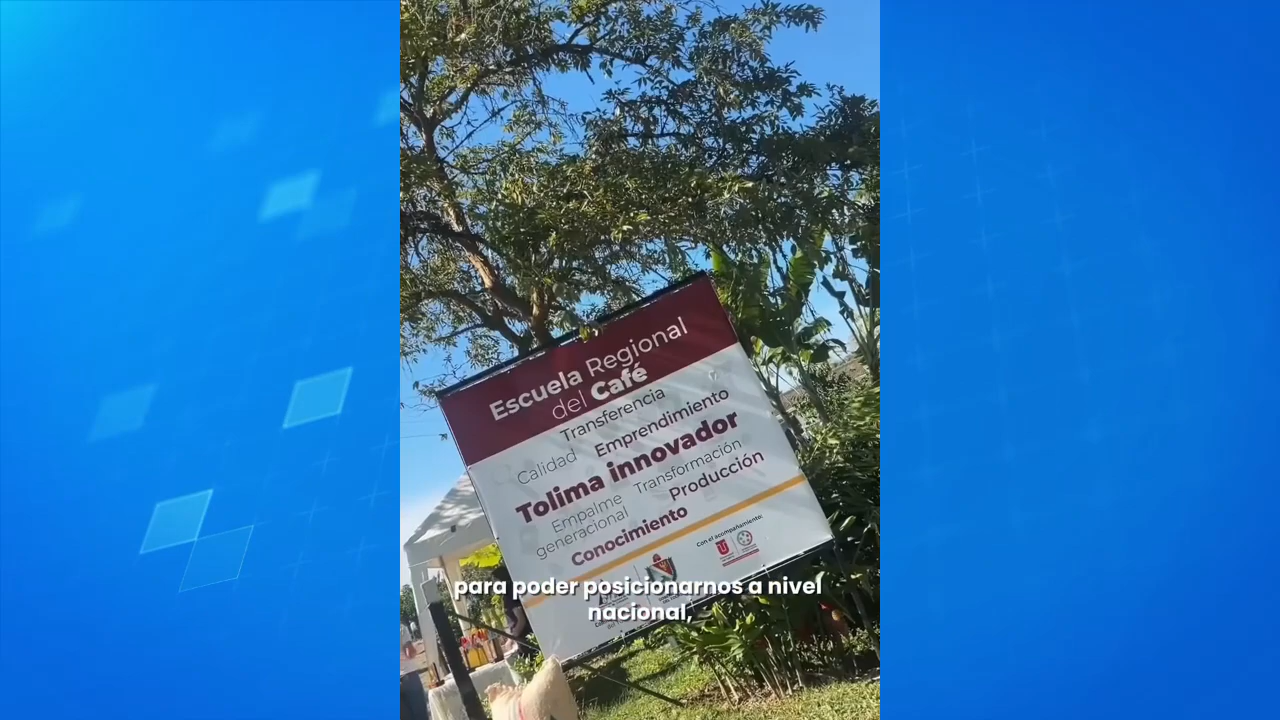 Escuela Regional
del Café
Transferencia
Calidad Emprendimiento
Tolima innovador
Empalme Transformación
generacional Producción
Conocimiento
Con el acompañamiento:
para poder posicionarnos a nivel
nacional,